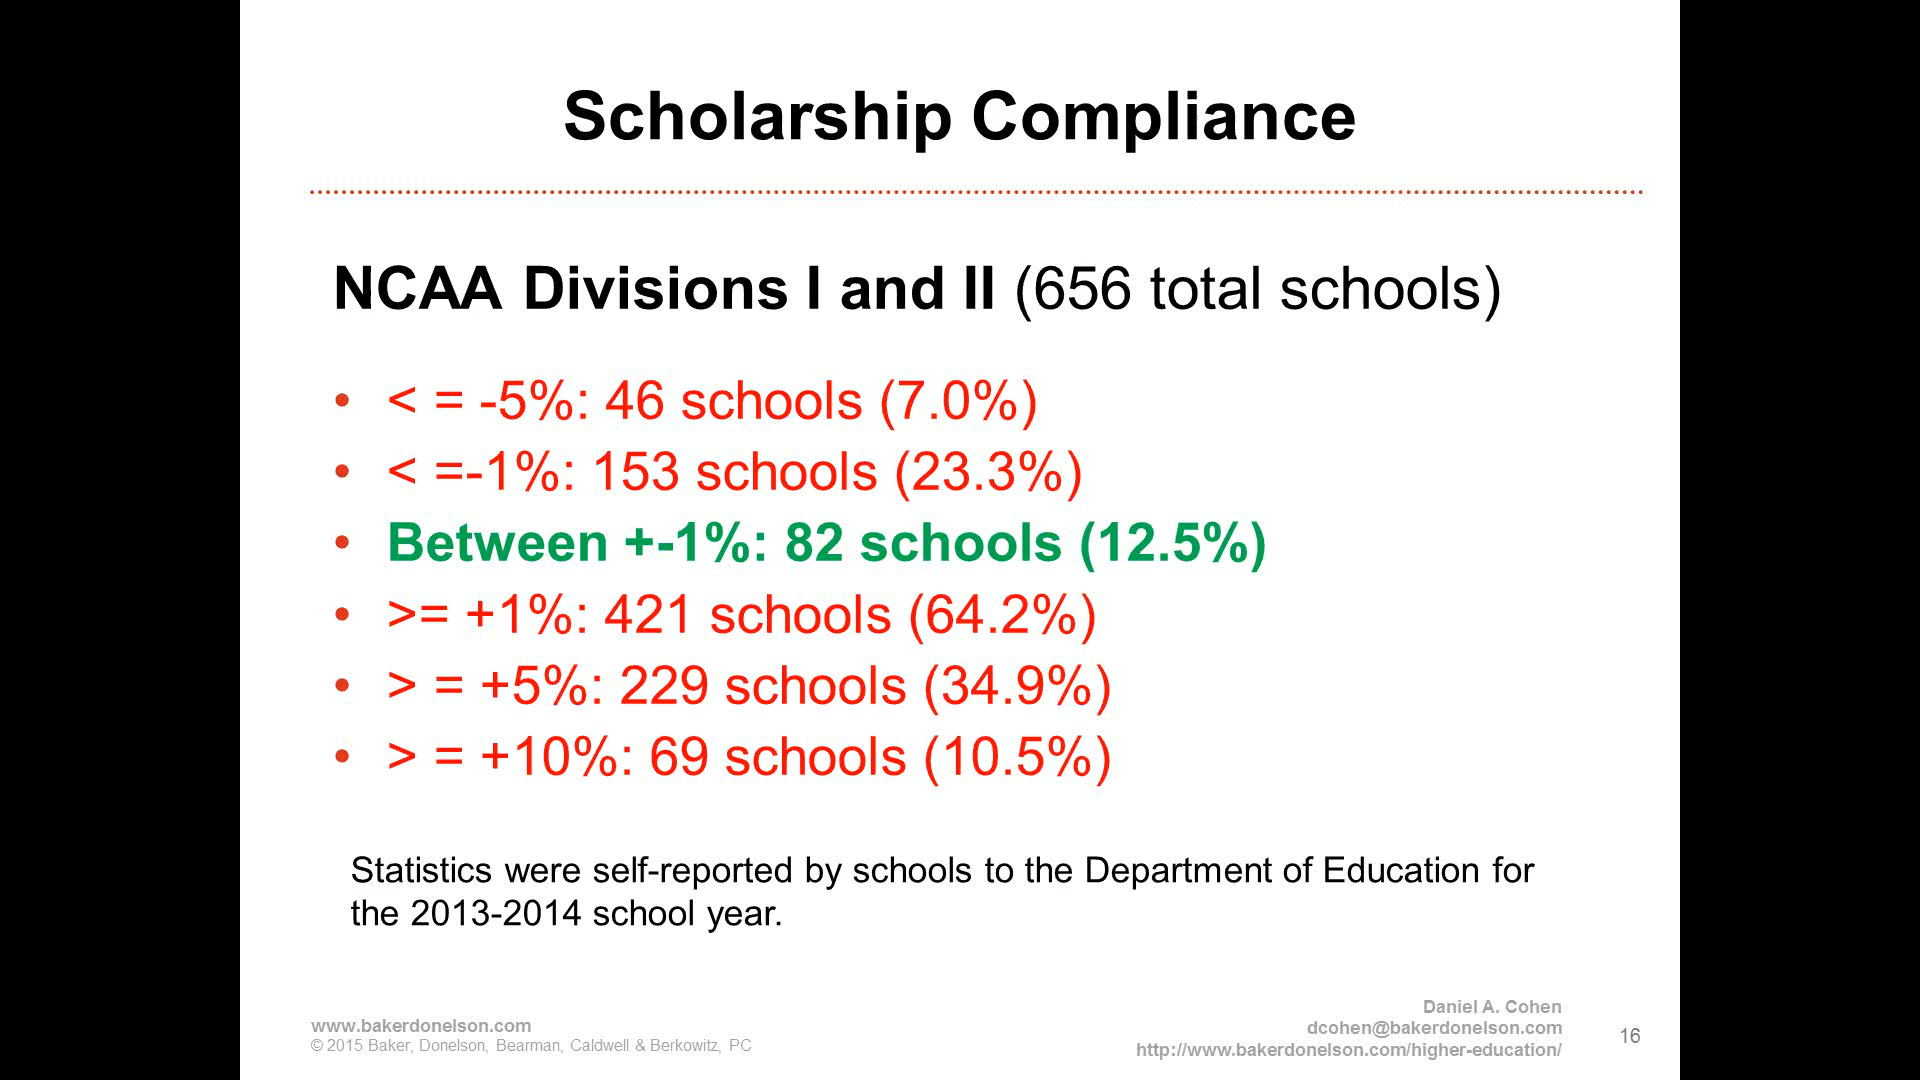 Scholarship Compliance
NCAA Divisions I and II (656 total schools)
• < = -5%: 46 schools (7.0%)
• < =-1%: 153 schools (23.3%)
• Between +-1%: 82 schools (12.5%)
• >= +1%: 421 schools (64.2%)
• > = +5%: 229 schools (34.9%)
• > = +10%: 69 schools (10.5%)
Statistics were self-reported by schools to the Department of Education for
the 2013-2014 school year.
www.bakerdonelson.com
© 2015 Baker, Donelson, Bearman, Caldwell & Berkowitz, PC
Daniel A. Cohen
dcohen@bakerdonelson.com
http://www.bakerdonelson.com/higher-education/
16